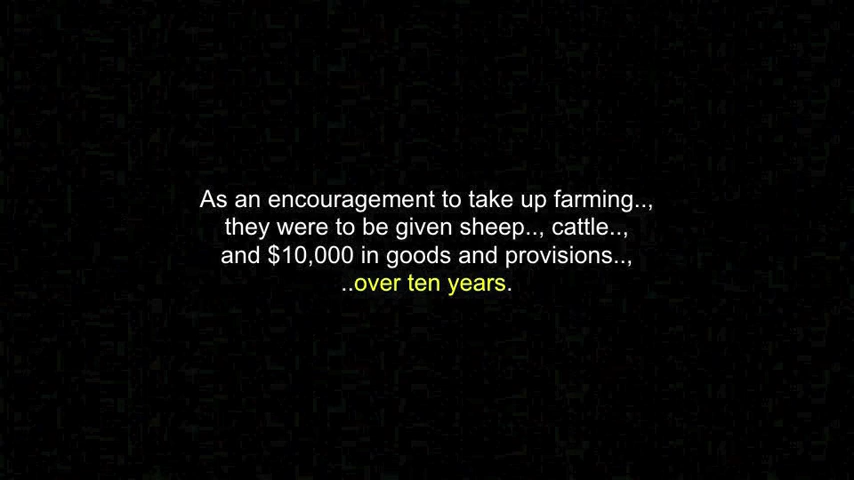 As an encouragement to take up farming..,
they were to be given sheep.., cattle..,
and $10,000 in goods and provisions..,
..over ten years.